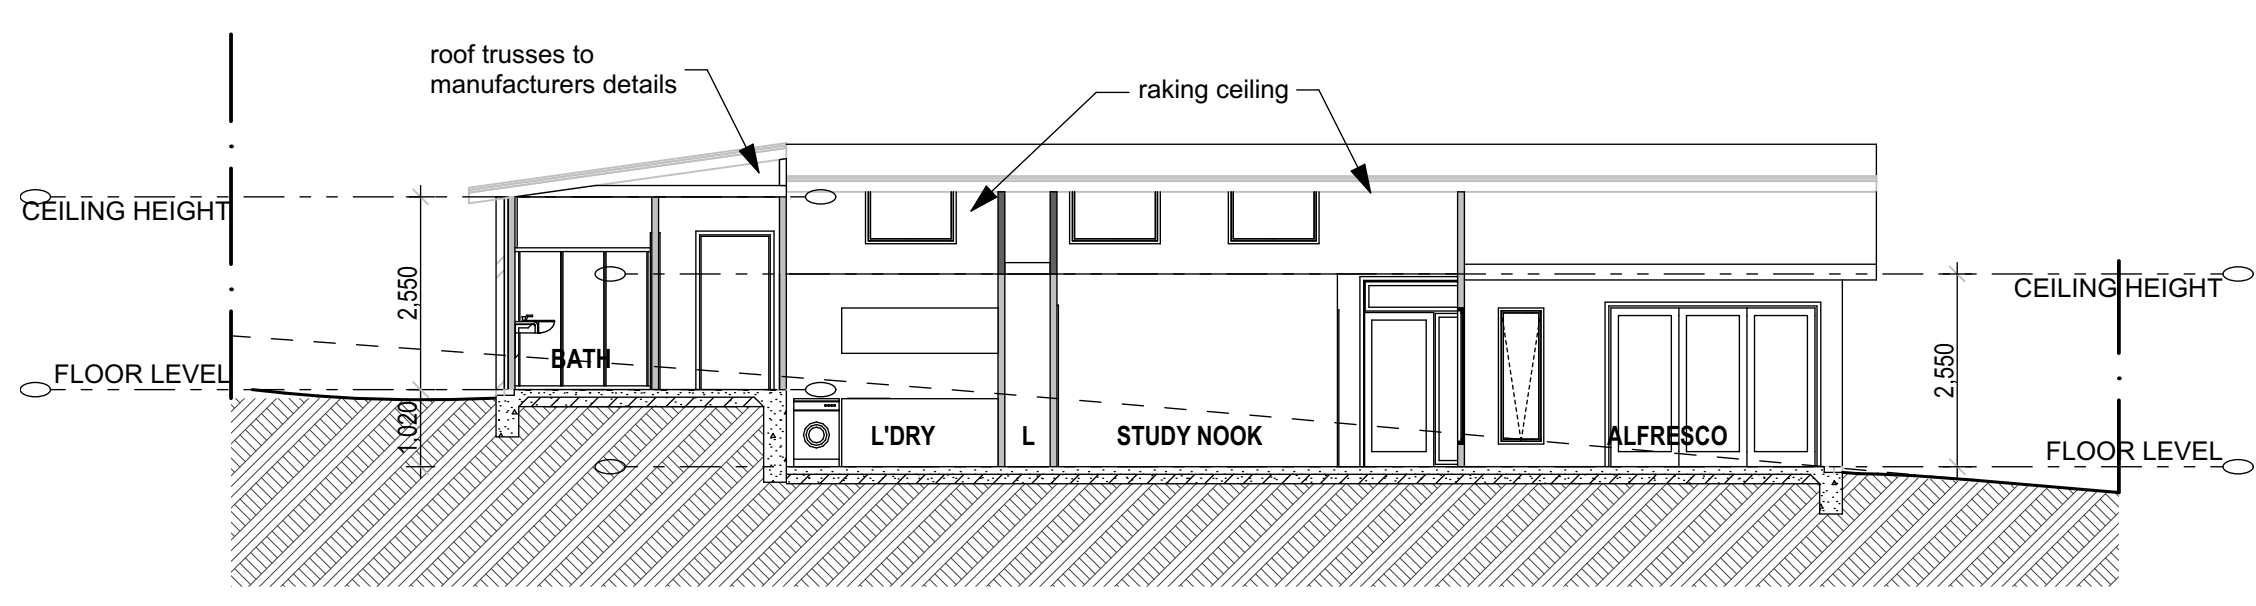 roof trusses to
manufacturers details
raking ceiling
CEILING HEIGHT
2,550
FLOOR LEVEL
1,020
BATH
L'DRY
L
STUDY NOOK
ALFRESCO
CEILING HEIGHT
2,550
FLOOR LEVEL